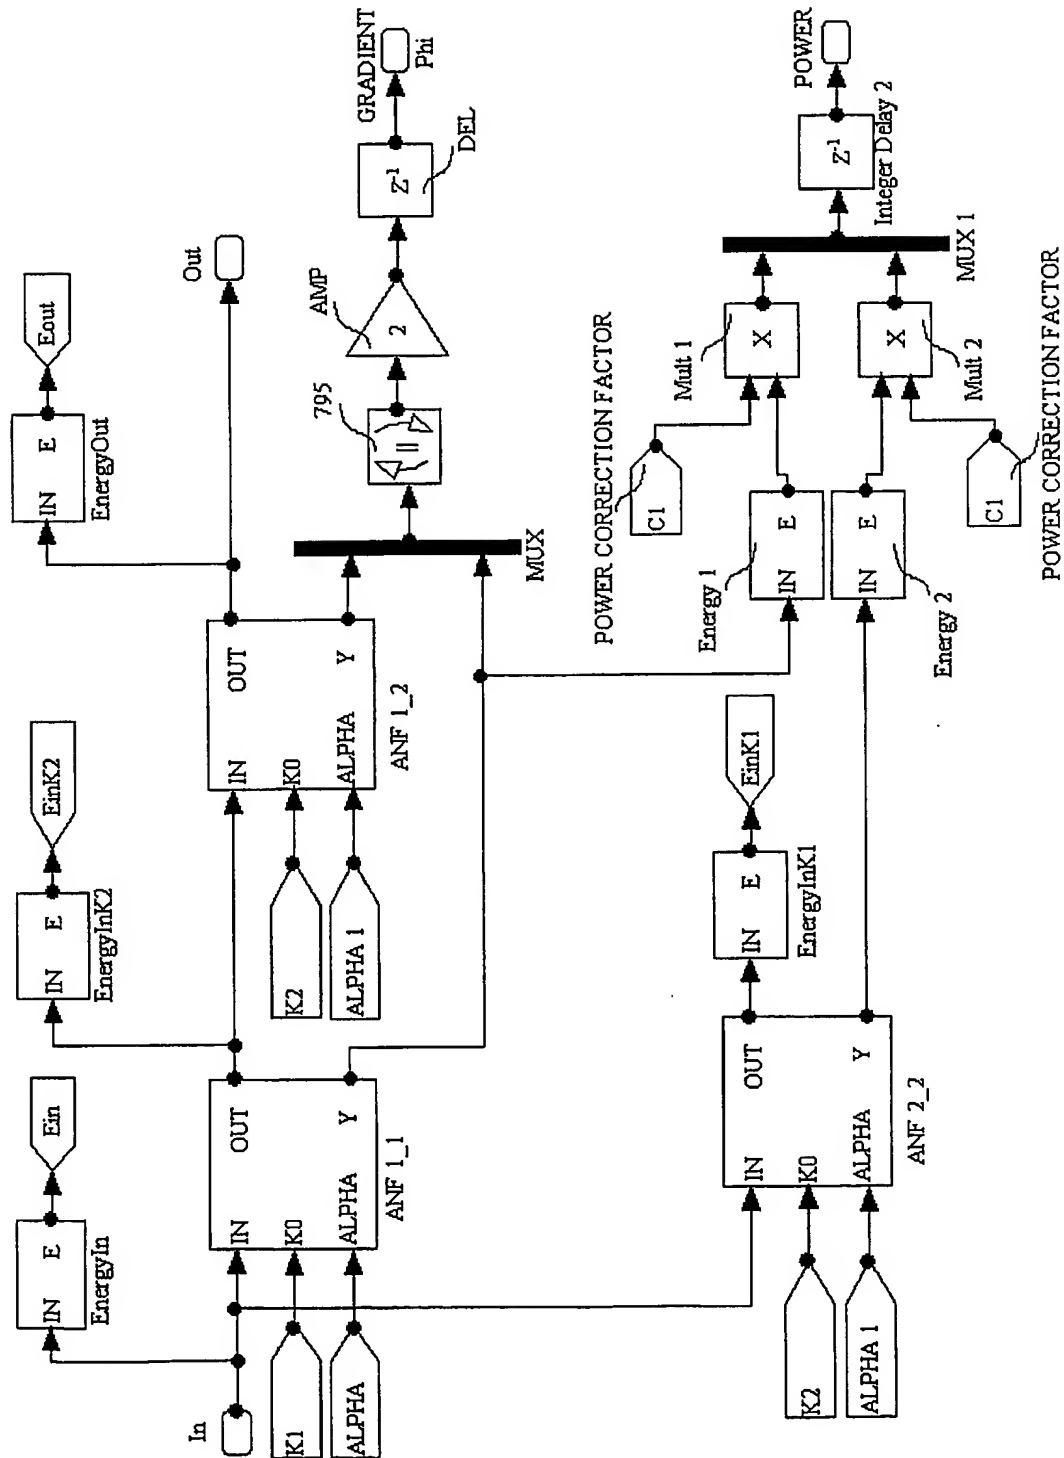 In
K1
ALPHA
IN E
EnergyIn
Ein
IN OUT
K0
ALPHA Y
ANF 1_1
IN E
EnergyInK2
EinK2
K2
ALPHA 1
IN OUT
K0
ALPHA Y
ANF 1_2
IN E
EnergyOut
Eout
Out
MUX
795
=
AMP
2
Z-1
DEL
GRADIENT
Phi
K2
ALPHA 1
IN OUT
K0
ALPHA Y
ANF 2_2
IN E
EnergyInK1
EinK1
POWER CORRECTION FACTOR
C1
Energy 1
IN E
IN E
Energy 2
C1
POWER CORRECTION FACTOR
Mult 1
X
X
Mult 2
MUX 1
Z-1
Integer Delay 2
POWER